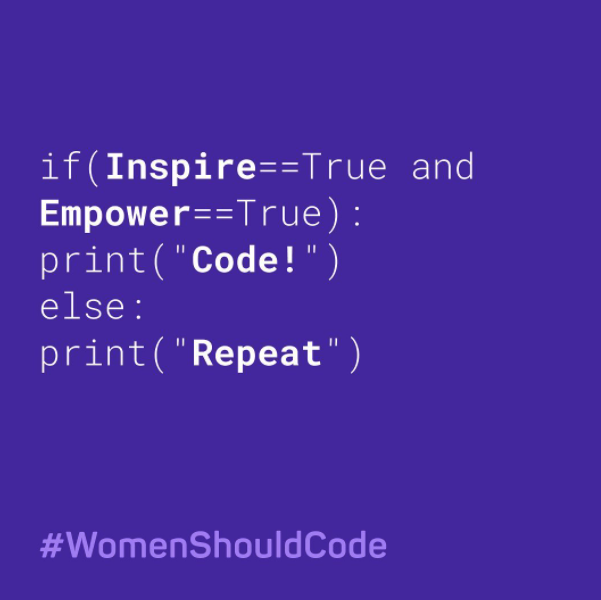 if(Inspire==True and
Empower==True):
print("Code!")
else:
print("Repeat")
#WomenShouldCode